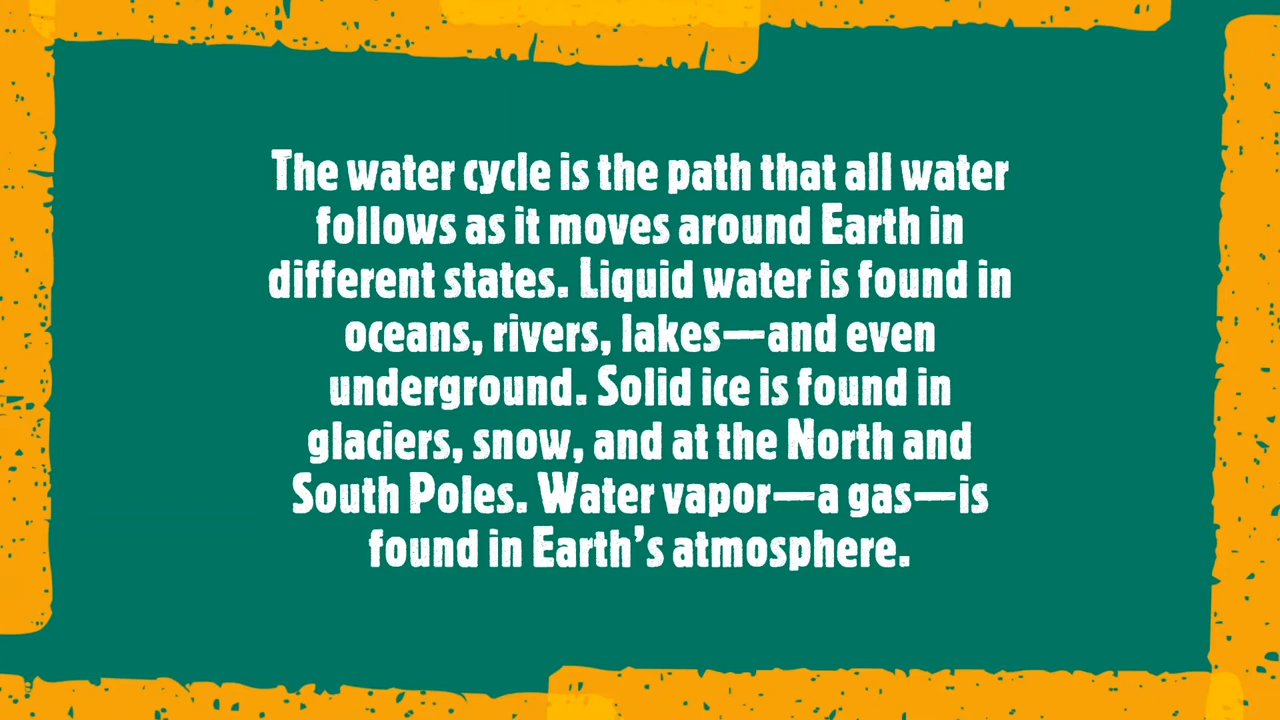 The water cycle is the path that all water
follows as it moves around Earth in
different states. Liquid water is found in
oceans, rivers, lakes—and even
underground. Solid ice is found in
glaciers, snow, and at the North and
South Poles. Water vapor—a gas—is
found in Earth’s atmosphere.